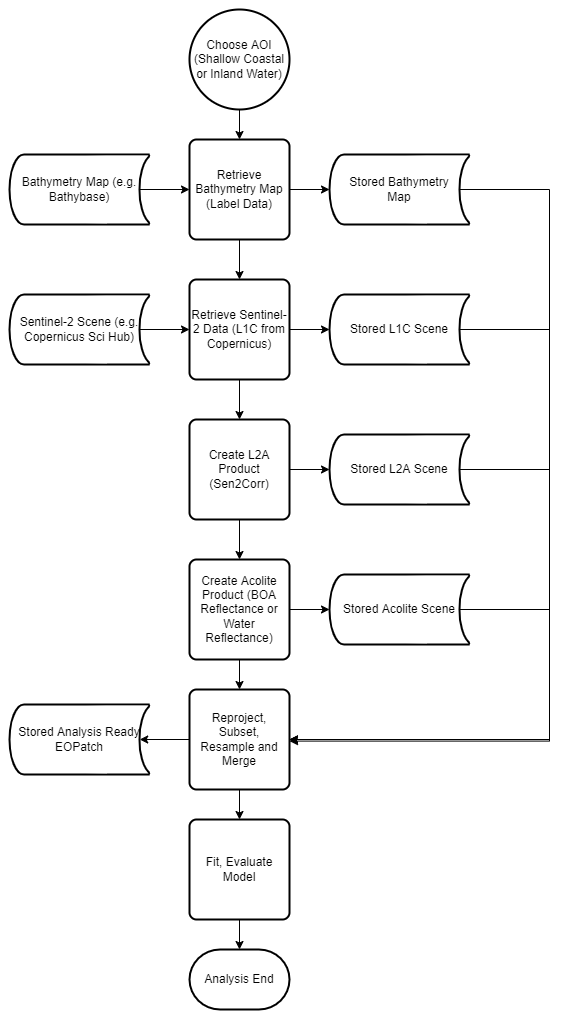 Choose AOI
(Shallow Coastal
or Inland Water)
Bathymetry Map (e.g.
Bathybase)
Retrieve
Bathymetry Map
(Label Data)
Stored Bathymetry
Map
Sentinel-2 Scene (e.g.
Copernicus Sci Hub)
Retrieve Sentinel-
2 Data (L1C from
Copernicus)
Stored L1C Scene
Create L2A
Product
(Sen2Corr)
Stored L2A Scene
Create Acolite
Product (BOA
Reflectance or
Water
Reflectance)
Stored Acolite Scene
Stored Analysis Ready
EOPatch
Reproject,
Subset,
Resample and
Merge
Fit, Evaluate
Model
Analysis End